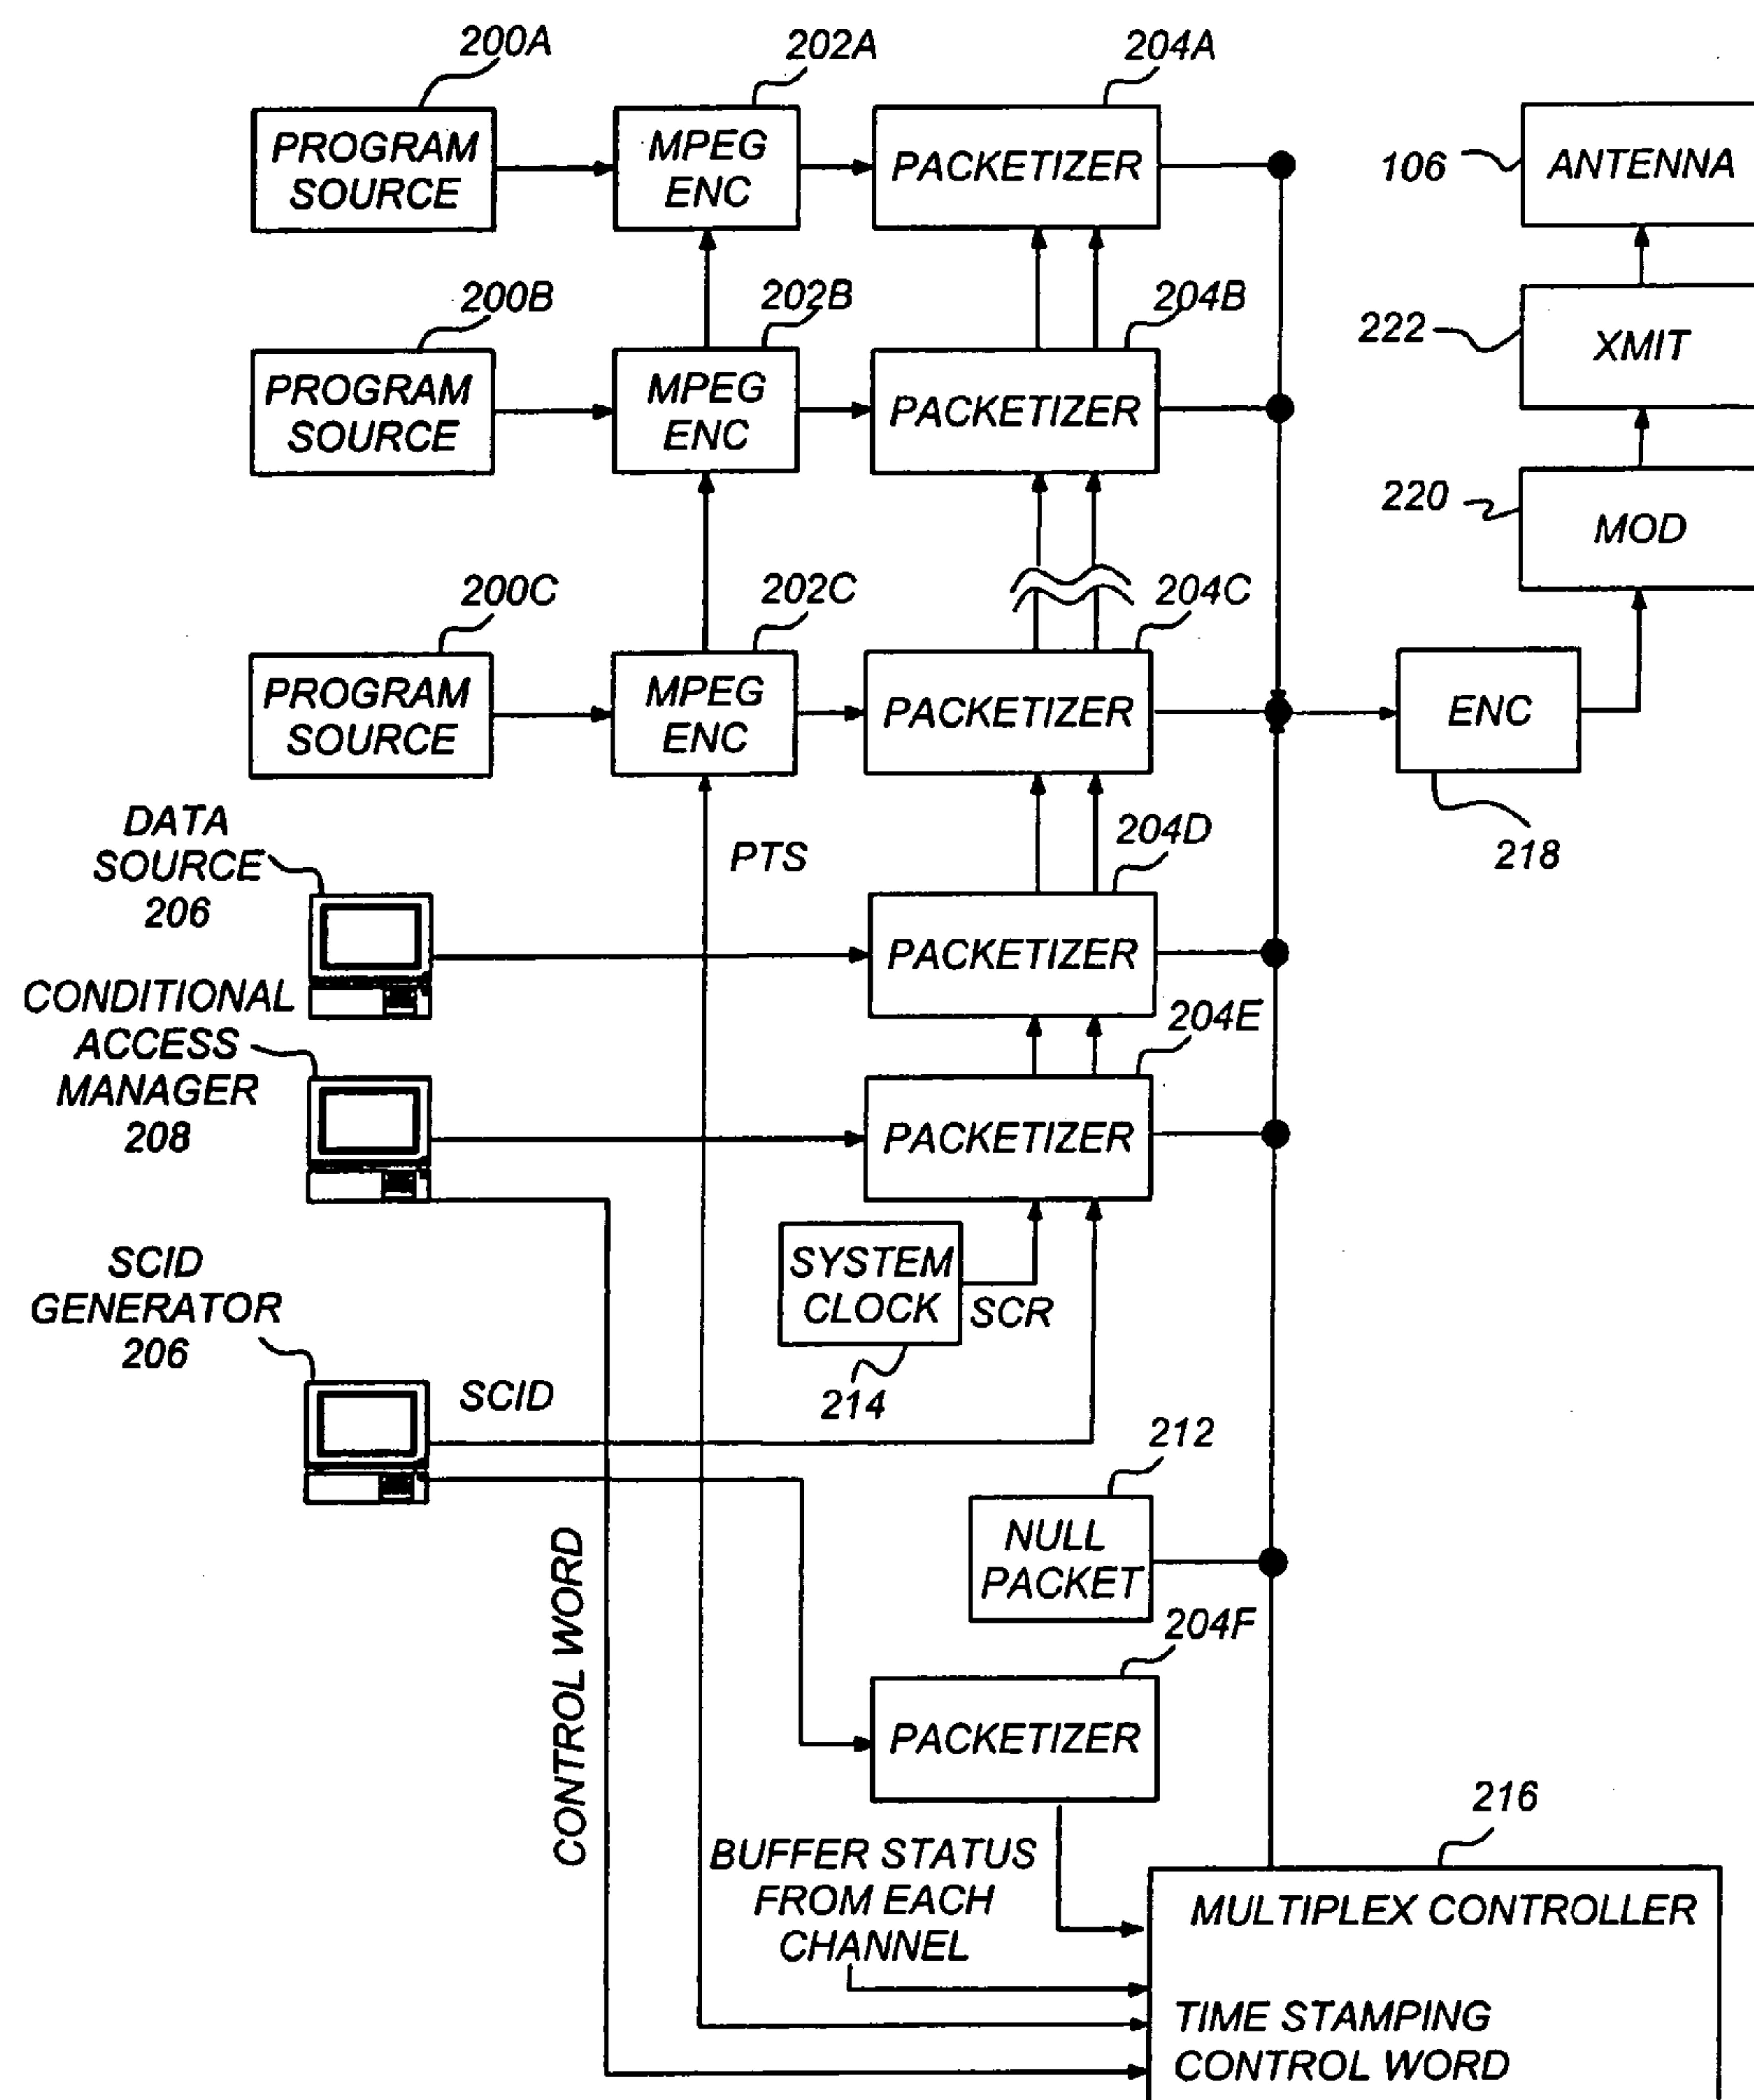 200A
202A
204A
PROGRAM
SOURCE
MPEG
ENC
PACKETIZER
106
ANTENNA
200B
202B
204B
222
XMIT
PROGRAM
SOURCE
MPEG
ENC
PACKETIZER
220
MOD
200C
202C
204C
PROGRAM
SOURCE
MPEG
ENC
PACKETIZER
ENC
218
DATA
SOURCE
206
PTS
204D
PACKETIZER
CONDITIONAL
ACCESS
MANAGER
208
204E
PACKETIZER
SYSTEM
CLOCK
SCR
214
SCID
GENERATOR
206
SCID
212
NULL
PACKET
CONTROL WORD
204F
PACKETIZER
216
BUFFER STATUS
FROM EACH
CHANNEL
MULTIPLEX CONTROLLER
TIME STAMPING
CONTROL WORD